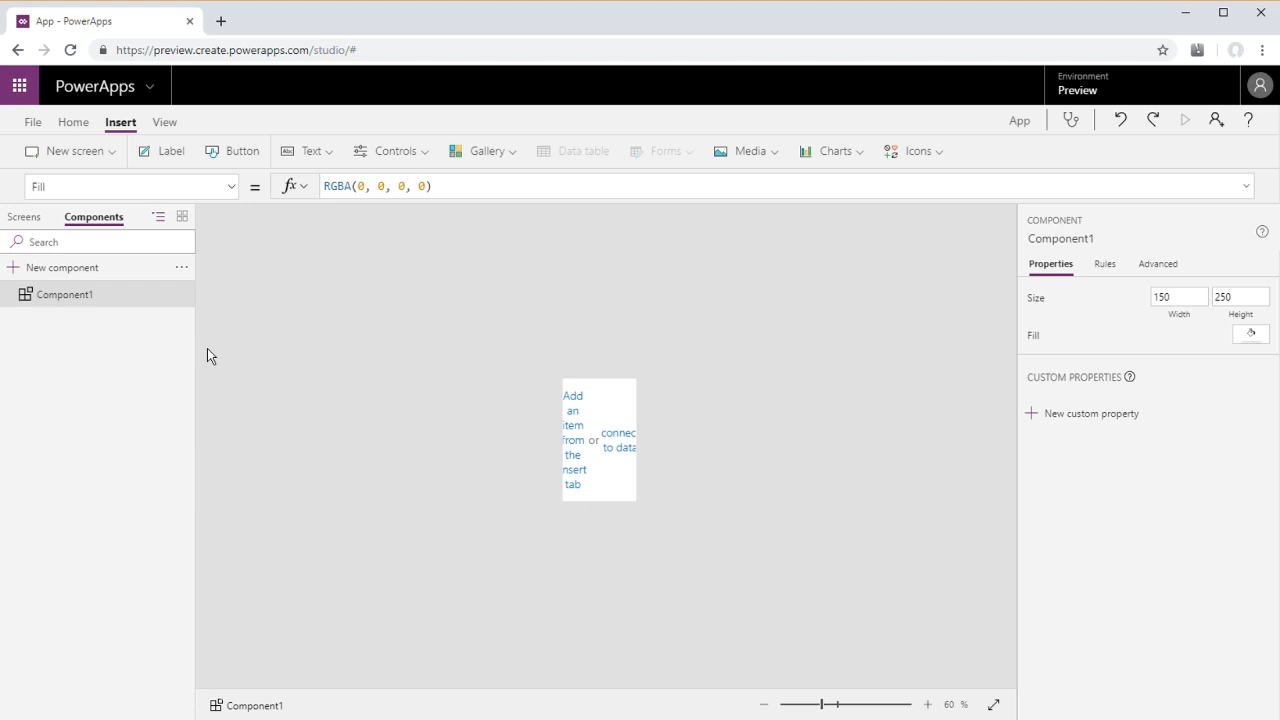 App - PowerApps
https://preview.create.powerapps.com/studio/#
PowerApps
Environment
Preview
File Home Insert View
App
New screen Label Button Text Controls Gallery Data table Forms Media Charts Icons
Fill = fx RGBA(0, 0, 0, 0)
Screens Components
Search
New component
Component1
Add
an
item
from
the
nsert
tab
or
connec
to data
COMPONENT
Component1
Properties Rules Advanced
Size 150 250
Width Height
Fill
CUSTOM PROPERTIES
New custom property
Component1
60 %